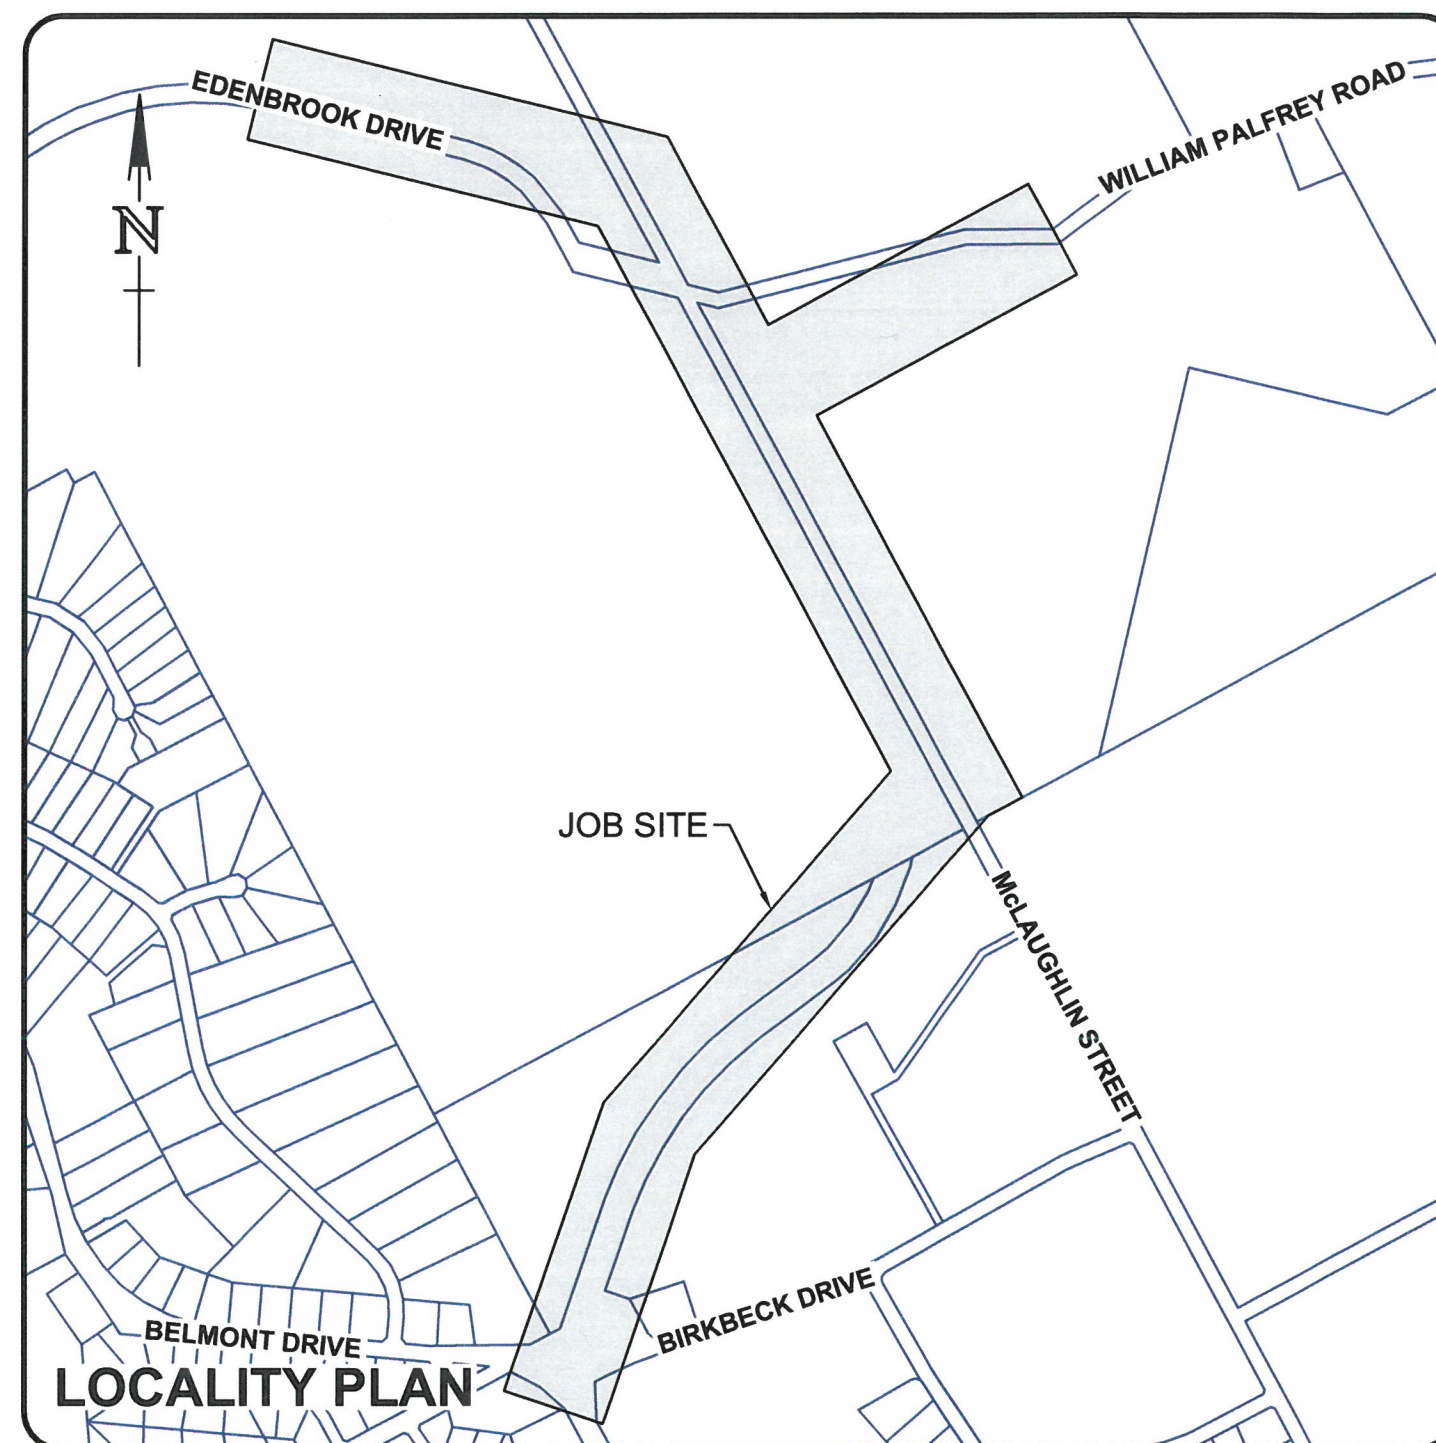 EDENBROOK DRIVE
WILLIAM PALFREY ROAD
N
JOB SITE
McLAUGHLIN STREET
BIRKBECK DRIVE
BELMONT DRIVE
LOCALITY PLAN